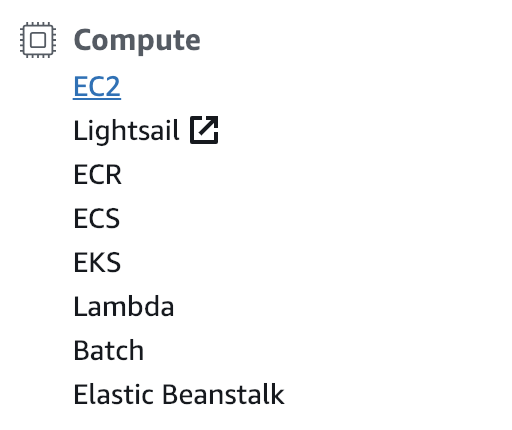 Compute
EC2
Lightsail
ECR
ECS
EKS
Lambda
Batch
Elastic Beanstalk